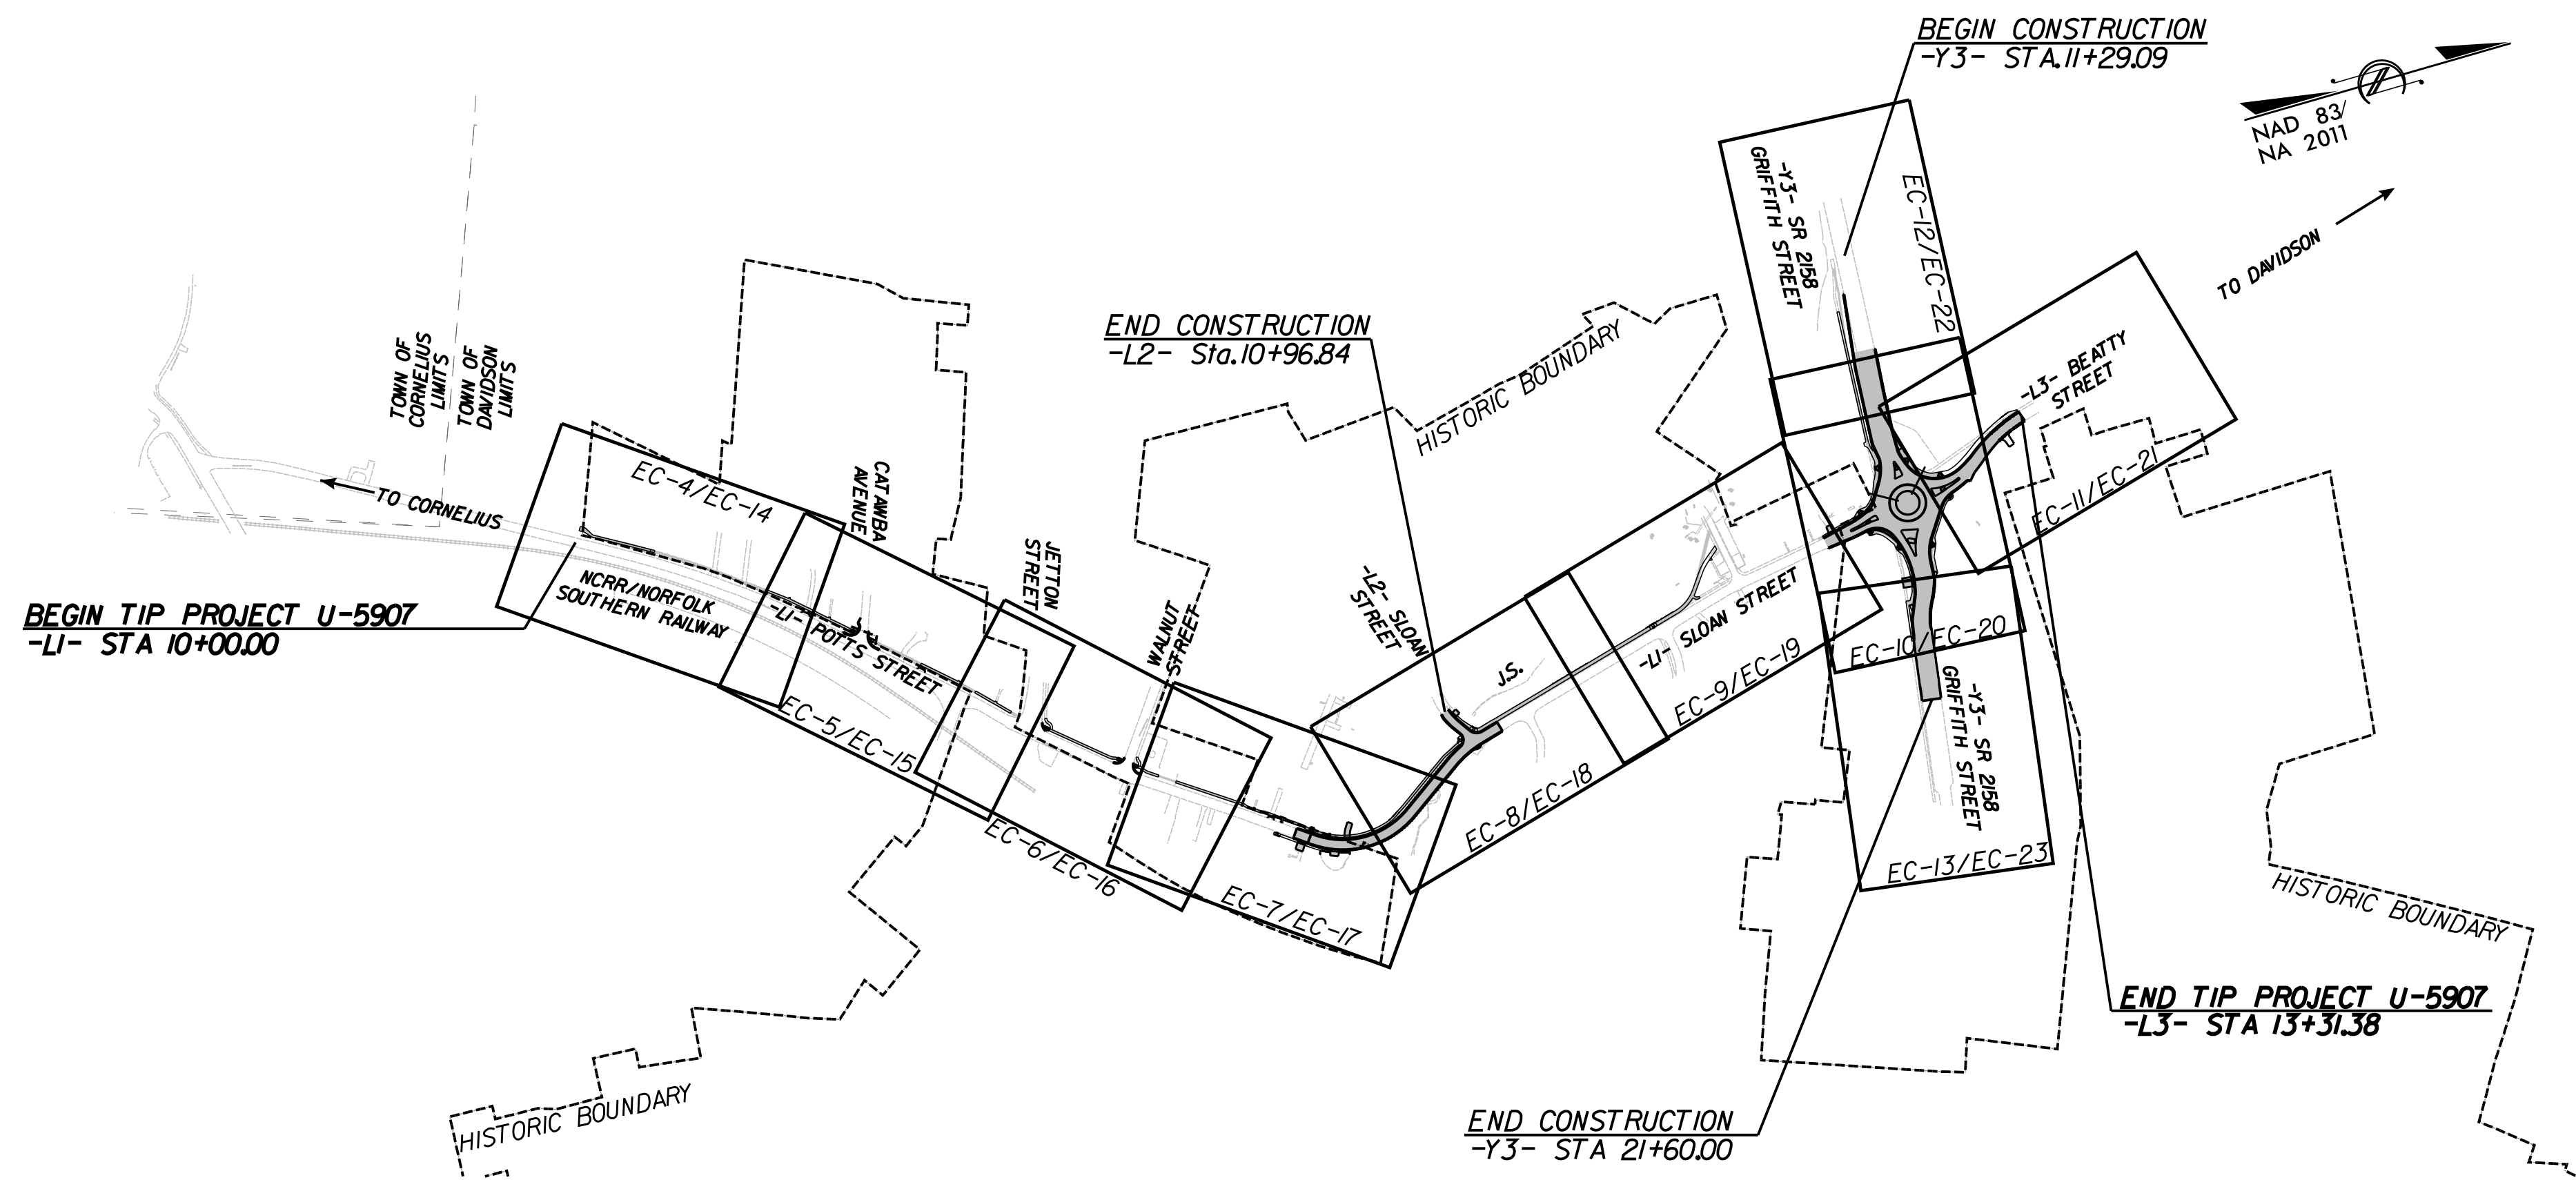 BEGIN CONSTRUCTION
-Y3- STA.11+29.09
NAD 83/
NA 2011
TO DAVIDSON
-Y3- SR 2158
GRIFFITH STREET
EC-12/EC-22
END CONSTRUCTION
-L2- Sta.10+96.84
HISTORIC BOUNDARY
TOWN OF
CORNELIUS
LIMITS
TOWN OF
DAVIDSON
LIMITS
-L3- BEATTY
STREET
EC-11/EC-21
EC-4/EC-14
CATAWBA
AVENUE
TO CORNELIUS
JETTON
STREET
BEGIN TIP PROJECT U-5907
-L1- STA 10+00.00
NCRR/NORFOLK
SOUTHERN RAILWAY
-L1- POTTS STREET
WALNUT
STREET
-L2- SLOAN
STREET
J.S.
-L1- SLOAN STREET
EC-10/EC-20
EC-5/EC-15
EC-9/EC-19
-Y3- SR 2158
GRIFFITH STREET
EC-6/EC-16
EC-8/EC-18
EC-7/EC-17
EC-13/EC-23
HISTORIC BOUNDARY
END TIP PROJECT U-5907
-L3- STA 13+31.38
HISTORIC BOUNDARY
END CONSTRUCTION
-Y3- STA 21+60.00